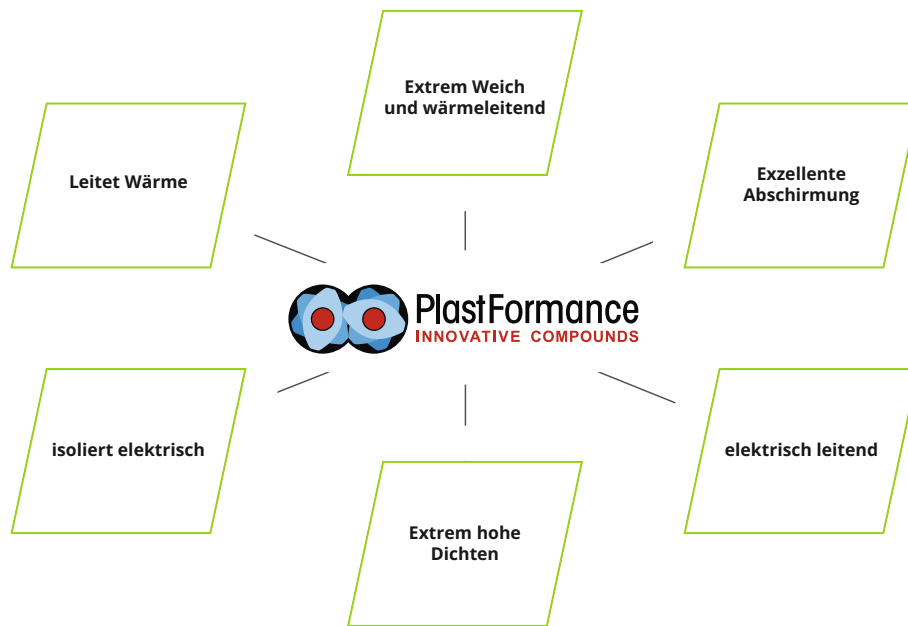 Extrem Weich
und wärmeleitend
Leitet Wärme
Exzellente
Abschirmung
PlastFormance
INNOVATIVE COMPOUNDS
isoliert elektrisch
elektrisch leitend
Extrem hohe
Dichten